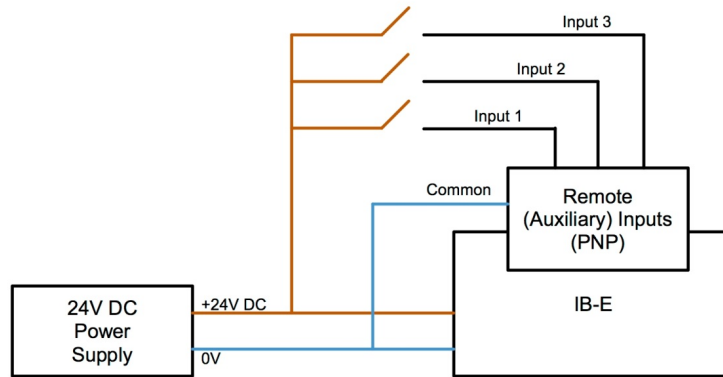 Input 3
Input 2
Input 1
Common
Remote
(Auxiliary) Inputs
(PNP)
IB-E
24V DC
Power
Supply
+24V DC
0V